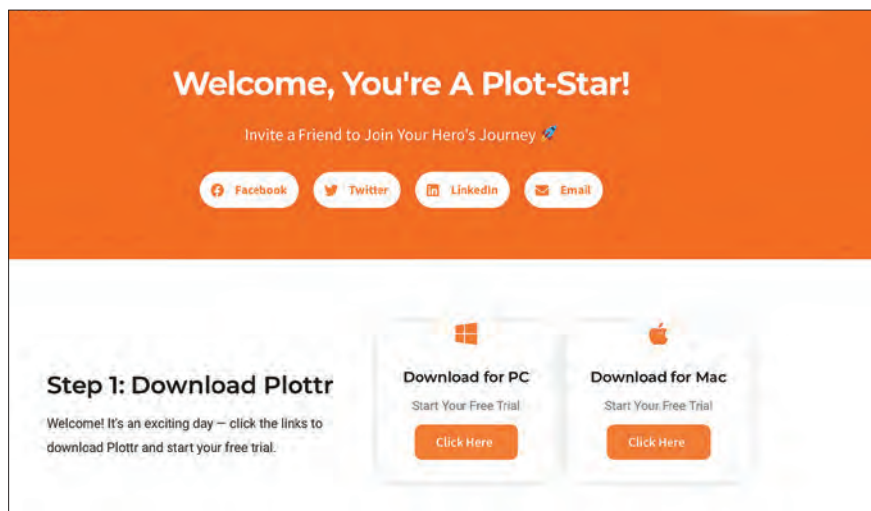 Welcome, You're A Plot-Star!
Invite a Friend to Join Your Hero's Journey 🚀
Facebook
Twitter
LinkedIn
Email
Step 1: Download Plottr
Welcome! It's an exciting day — click the links to
download Plottr and start your free trial.
Download for PC
Start Your Free Trial
Click Here
Download for Mac
Start Your Free Trial
Click Here